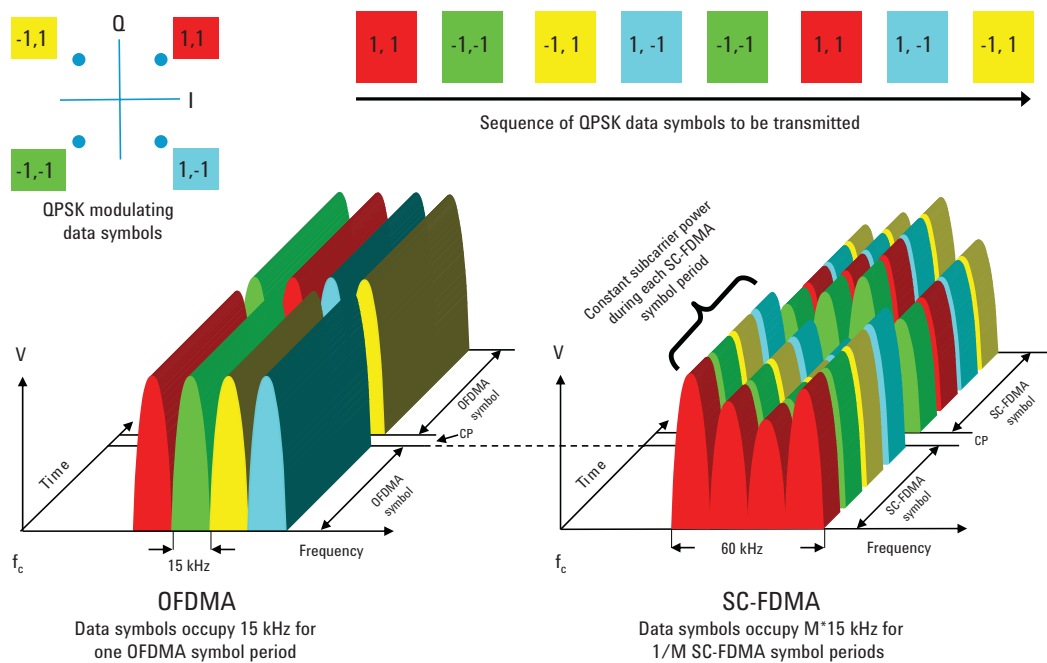 -1,1
Q
1,1
I
-1,-1
1,-1
QPSK modulating
data symbols
1, 1
-1,-1
-1, 1
1, -1
-1,-1
1, 1
1, -1
-1, 1
Sequence of QPSK data symbols to be transmitted
V
Time
OFDMA
symbol
CP
OFDMA
symbol
15 kHz
Frequency
fc
OFDMA
Data symbols occupy 15 kHz for
one OFDMA symbol period
Constant subcarrier power
during each SC-FDMA
symbol period
V
Time
SC-FDMA
symbol
CP
SC-FDMA
symbol
60 kHz
Frequency
fc
SC-FDMA
Data symbols occupy M*15 kHz for
1/M SC-FDMA symbol periods